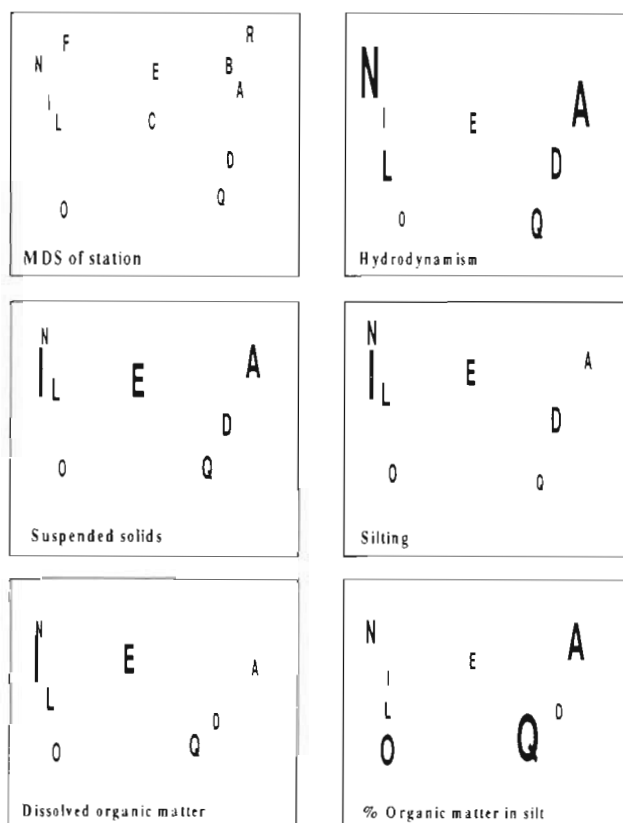 F R
N E B
A
I
L C
D
Q
O
MDS of station
N A
I E
L D
O Q
Hydrodynamism
N
I E A
L
D
O Q
Suspended solids
N
I E A
L
D
O Q
Silting
N
I E A
L
D
O Q
Dissolved organic matter
N A
E
I
L D
O Q
% Organic matter in silt